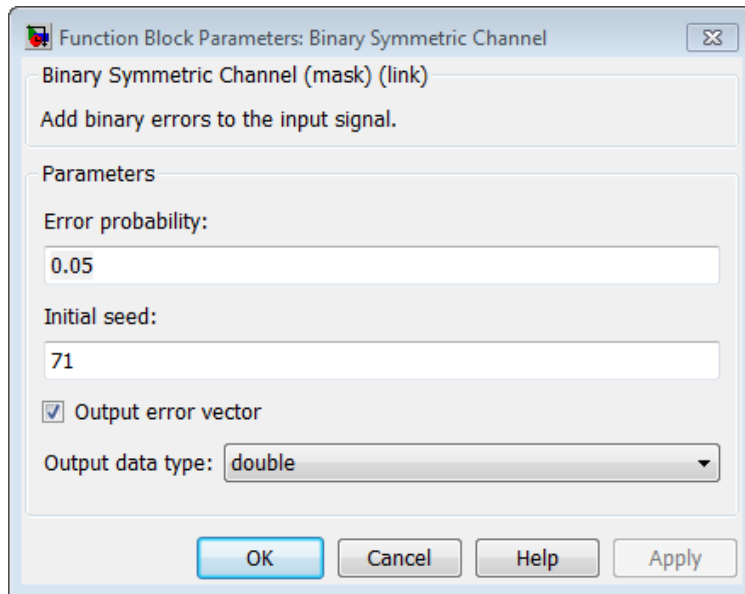 Function Block Parameters: Binary Symmetric Channel
Binary Symmetric Channel (mask) (link)
Add binary errors to the input signal.
Parameters
Error probability:
0.05
Initial seed:
71
Output error vector
Output data type: double
OK Cancel Help Apply